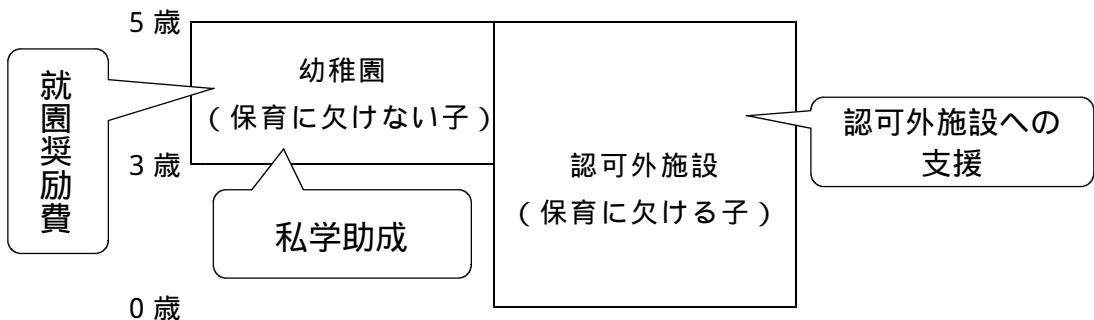 5歳
幼稚園
(保育に欠けない子)
就園奨励費
3歳
私学助成
認可外施設
(保育に欠ける子)
認可外施設への
支援
0歳